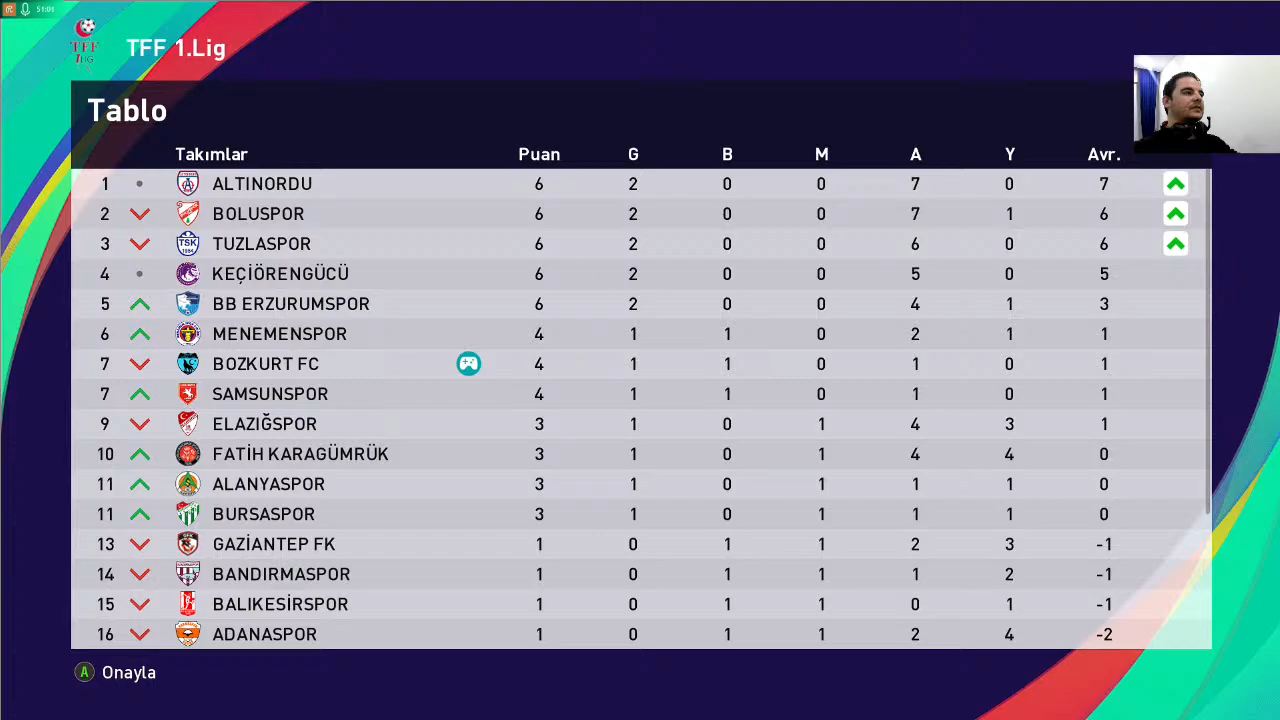 51:01
TFF 1.LİG
TFF 1.Lig
Tablo
Takımlar Puan G B M A Y Avr.
1 ALTINORDU 6 2 0 0 7 0 7
2 BOLUSPOR 6 2 0 0 7 1 6
3 TUZLASPOR 6 2 0 0 6 0 6
4 KEÇİÖRENGÜCÜ 6 2 0 0 5 0 5
5 BB ERZURUMSPOR 6 2 0 0 4 1 3
6 MENEMENSPOR 4 1 1 0 2 1 1
7 BOZKURT FC 4 1 1 0 1 0 1
7 SAMSUNSPOR 4 1 1 0 1 0 1
9 ELAZIĞSPOR 3 1 0 1 4 3 1
10 FATİH KARAGÜMRÜK 3 1 0 1 4 4 0
11 ALANYASPOR 3 1 0 1 1 1 0
11 BURSASPOR 3 1 0 1 1 1 0
13 GAZİANTEP FK 1 0 1 1 2 3 -1
14 BANDIRMASPOR 1 0 1 1 1 2 -1
15 BALIKESİRSPOR 1 0 1 1 0 1 -1
16 ADANASPOR 1 0 1 1 2 4 -2
A Onayla